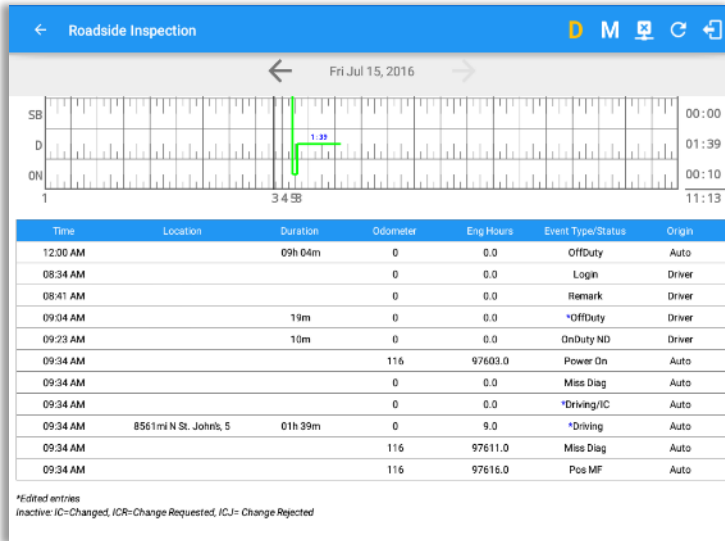 Roadside Inspection D M
Fri Jul 15, 2016
SB 00:00
1:39
D 01:39
ON 00:10
1 3 4 5 8 11:13
Time Location Duration Odometer Eng Hours Event Type/Status Origin
12:00 AM 09h 04m 0 0.0 OffDuty Auto
08:34 AM 0 0.0 Login Driver
08:41 AM 0 0.0 Remark Driver
09:04 AM 19m 0 0.0 *OffDuty Driver
09:23 AM 10m 0 0.0 OnDuty ND Driver
09:34 AM 116 97603.0 Power On Auto
09:34 AM 0 0.0 Miss Diag Auto
09:34 AM 0 0.0 *Driving/IC Auto
09:34 AM 8561mi N St. John's, 5 01h 39m 0 9.0 *Driving Auto
09:34 AM 116 97611.0 Miss Diag Auto
09:34 AM 116 97616.0 Pos MF Auto
*Edited entries
Inactive: IC=Changed, ICR=Change Requested, ICJ= Change Rejected